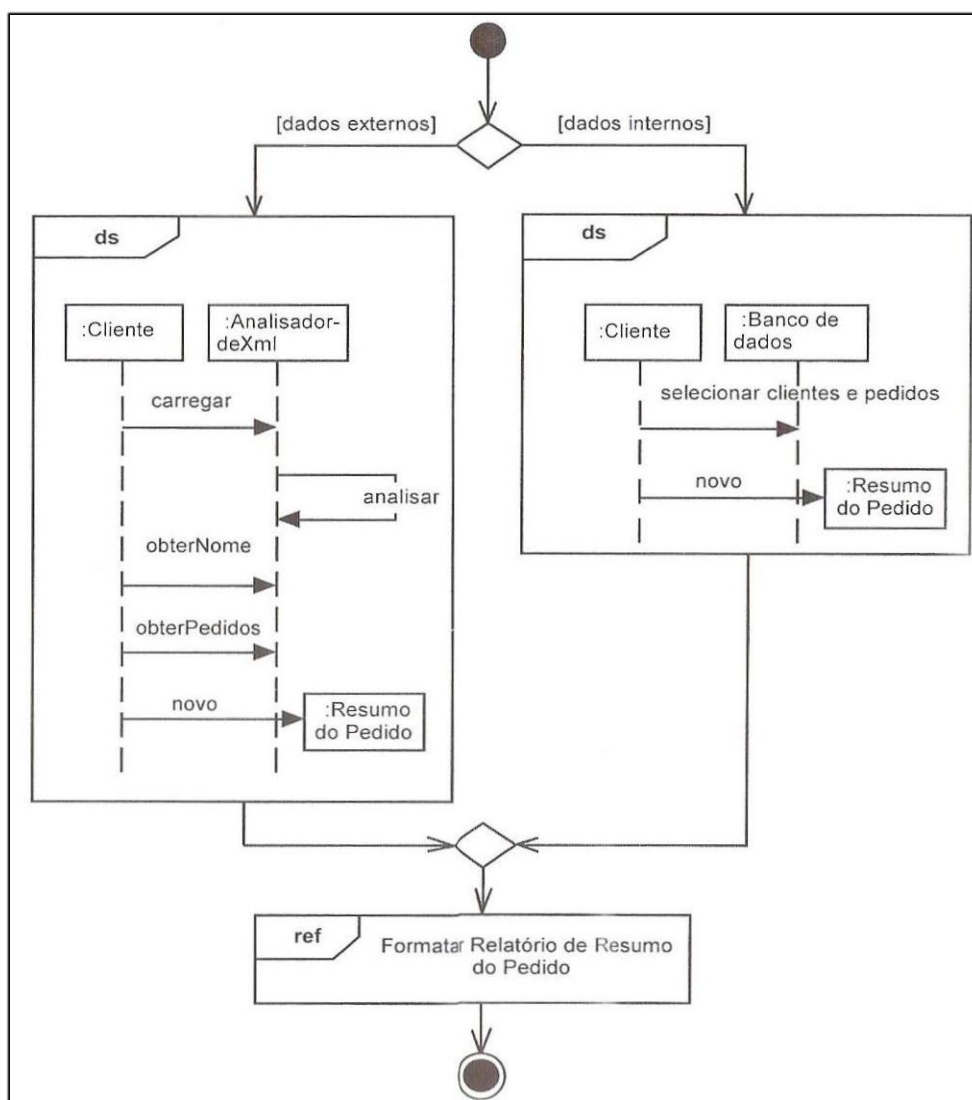 [dados externos]
[dados internos]
ds
:Cliente
:Analisador-
deXml
carregar
analisar
obterNome
obterPedidos
novo
:Resumo
do Pedido
ds
:Cliente
:Banco de
dados
selecionar clientes e pedidos
novo
:Resumo
do Pedido
ref
Formatar Relatório de Resumo
do Pedido